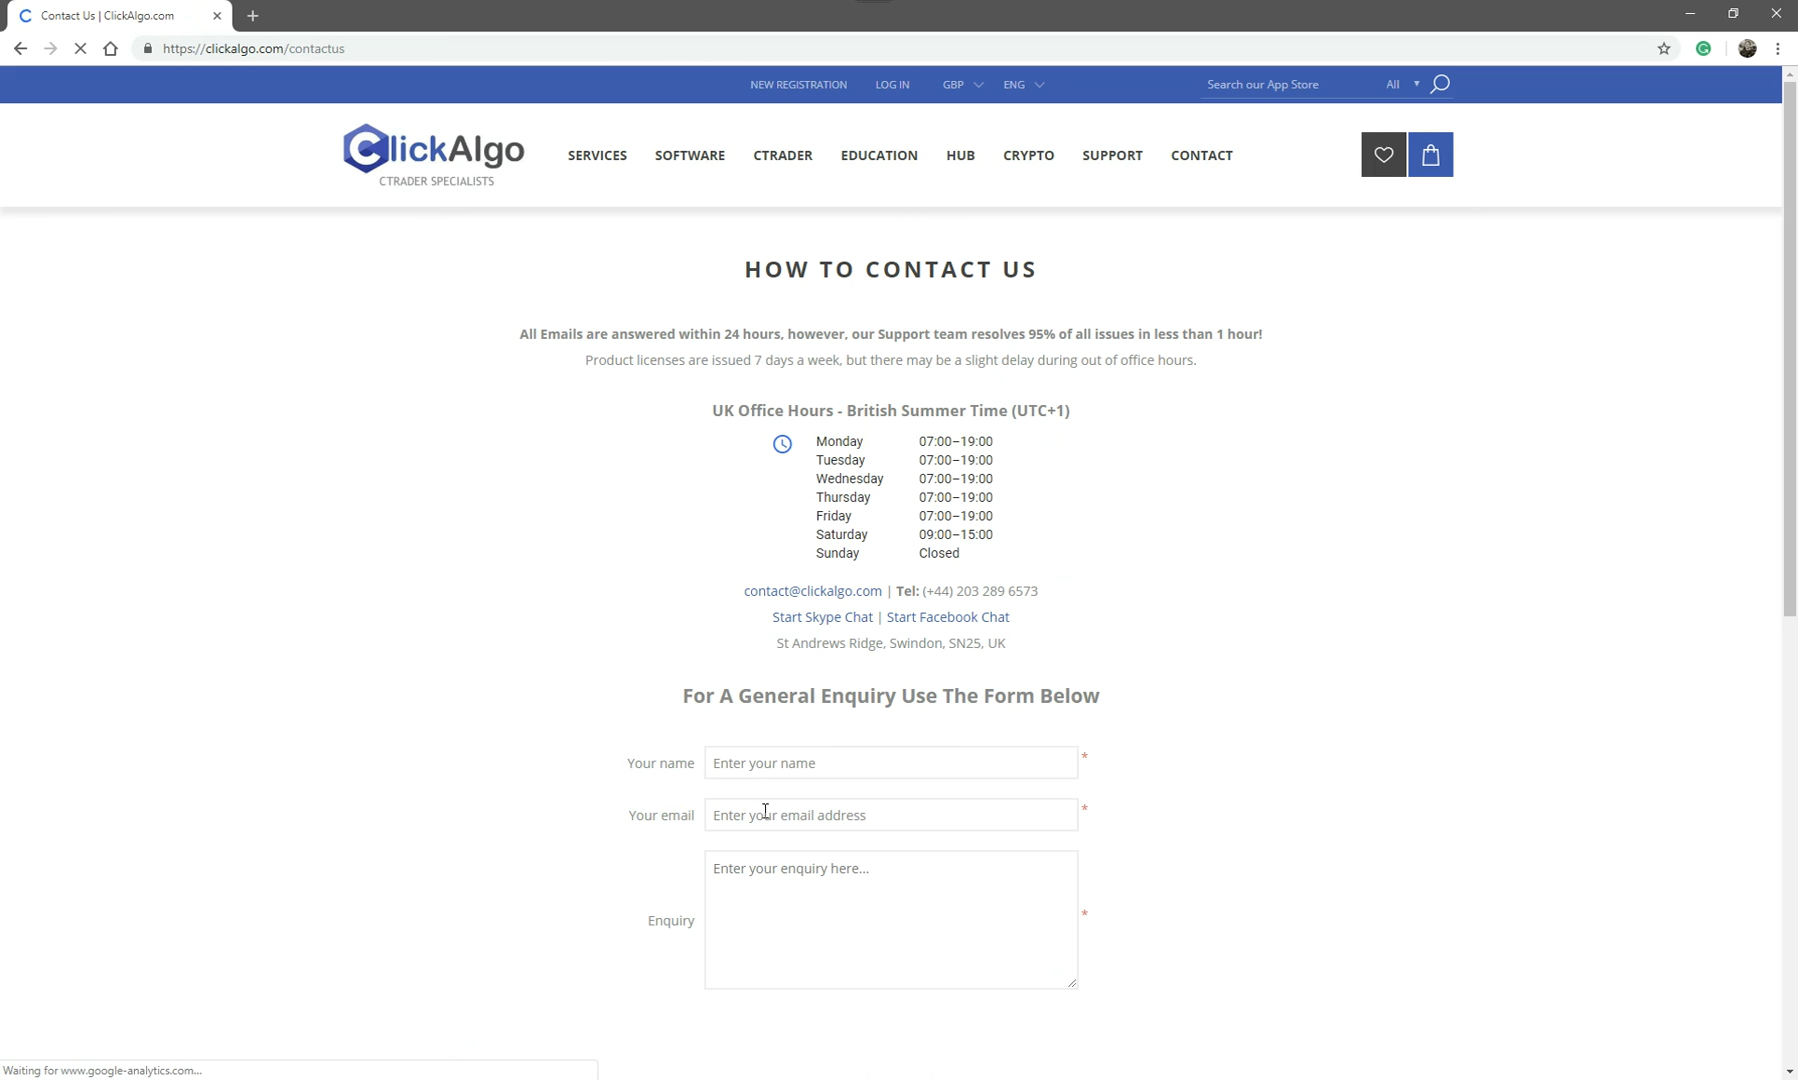 Contact Us | ClickAlgo.com
https://clickalgo.com/contactus
NEW REGISTRATION LOG IN GBP ENG Search our App Store All
ClickAlgo
CTRADER SPECIALISTS
SERVICES SOFTWARE CTRADER EDUCATION HUB CRYPTO SUPPORT CONTACT
HOW TO CONTACT US
All Emails are answered within 24 hours, however, our Support team resolves 95% of all issues in less than 1 hour!
Product licenses are issued 7 days a week, but there may be a slight delay during out of office hours.
UK Office Hours - British Summer Time (UTC+1)
Monday 07:00–19:00
Tuesday 07:00–19:00
Wednesday 07:00–19:00
Thursday 07:00–19:00
Friday 07:00–19:00
Saturday 09:00–15:00
Sunday Closed
contact@clickalgo.com | Tel: (+44) 203 289 6573
Start Skype Chat | Start Facebook Chat
St Andrews Ridge, Swindon, SN25, UK
For A General Enquiry Use The Form Below
Your name Enter your name *
Your email Enter your email address *
Enter your enquiry here...
Enquiry *
Waiting for www.google-analytics.com...